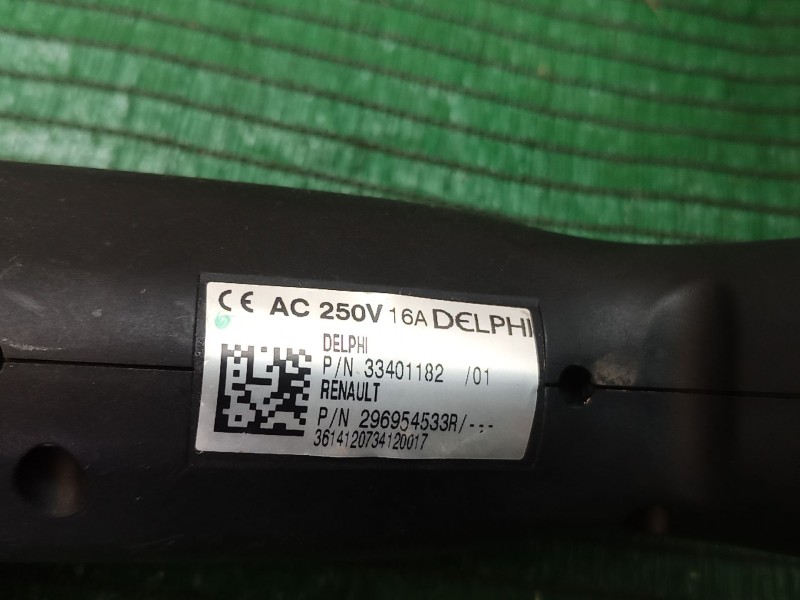 CE AC 250V 16A DELPHI
DELPHI
P/N 33401182 /01
RENAULT
P/N 296954533R/---
3614120734120017